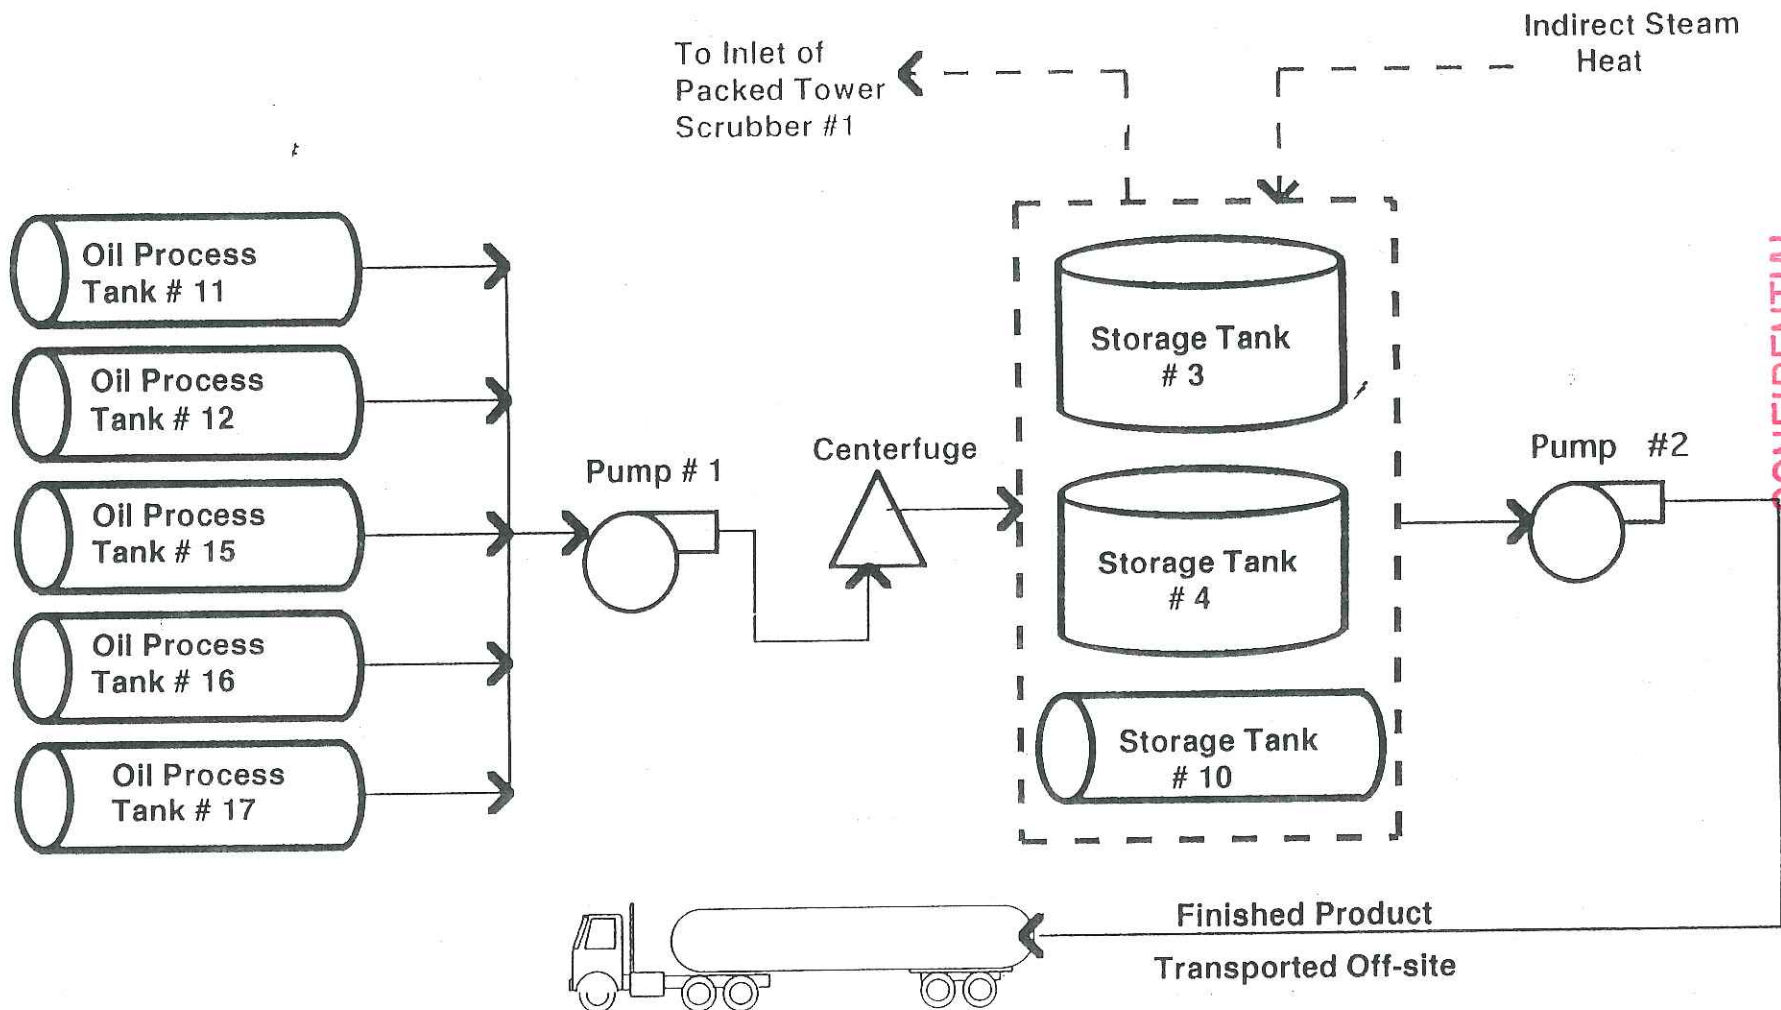 To Inlet of
Packed Tower
Scrubber #1
Indirect Steam
Heat
Oil Process
Tank # 11
Oil Process
Tank # 12
Oil Process
Tank # 15
Oil Process
Tank # 16
Oil Process
Tank # 17
Pump # 1
Centerfuge
Storage Tank
# 3
Storage Tank
# 4
Storage Tank
# 10
Pump #2
CONFIDENTIAL
Finished Product
Transported Off-site